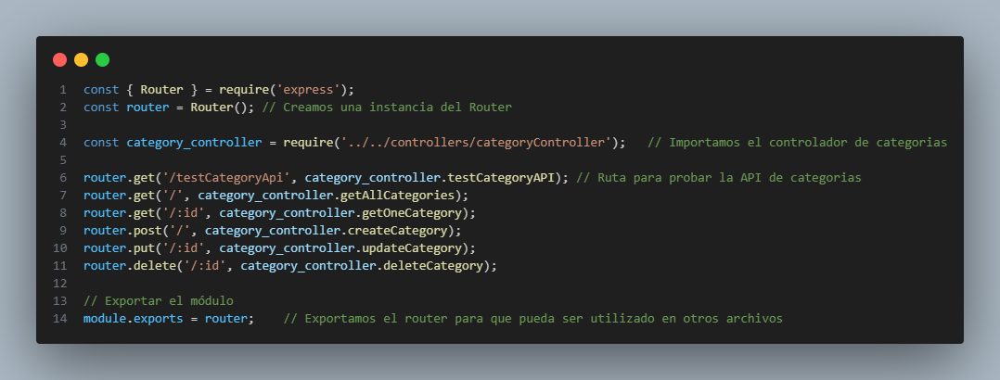 1 const { Router } = require('express');
2 const router = Router(); // Creamos una instancia del Router
3
4 const category_controller = require('../../controllers/categoryController');   // Importamos el controlador de categorias
5
6 router.get('/testCategoryApi', category_controller.testCategoryAPI); // Ruta para probar la API de categorias
7 router.get('/', category_controller.getAllCategories);
8 router.get('/:id', category_controller.getOneCategory);
9 router.post('/', category_controller.createCategory);
10 router.put('/:id', category_controller.updateCategory);
11 router.delete('/:id', category_controller.deleteCategory);
12
13 // Exportar el módulo
14 module.exports = router;    // Exportamos el router para que pueda ser utilizado en otros archivos